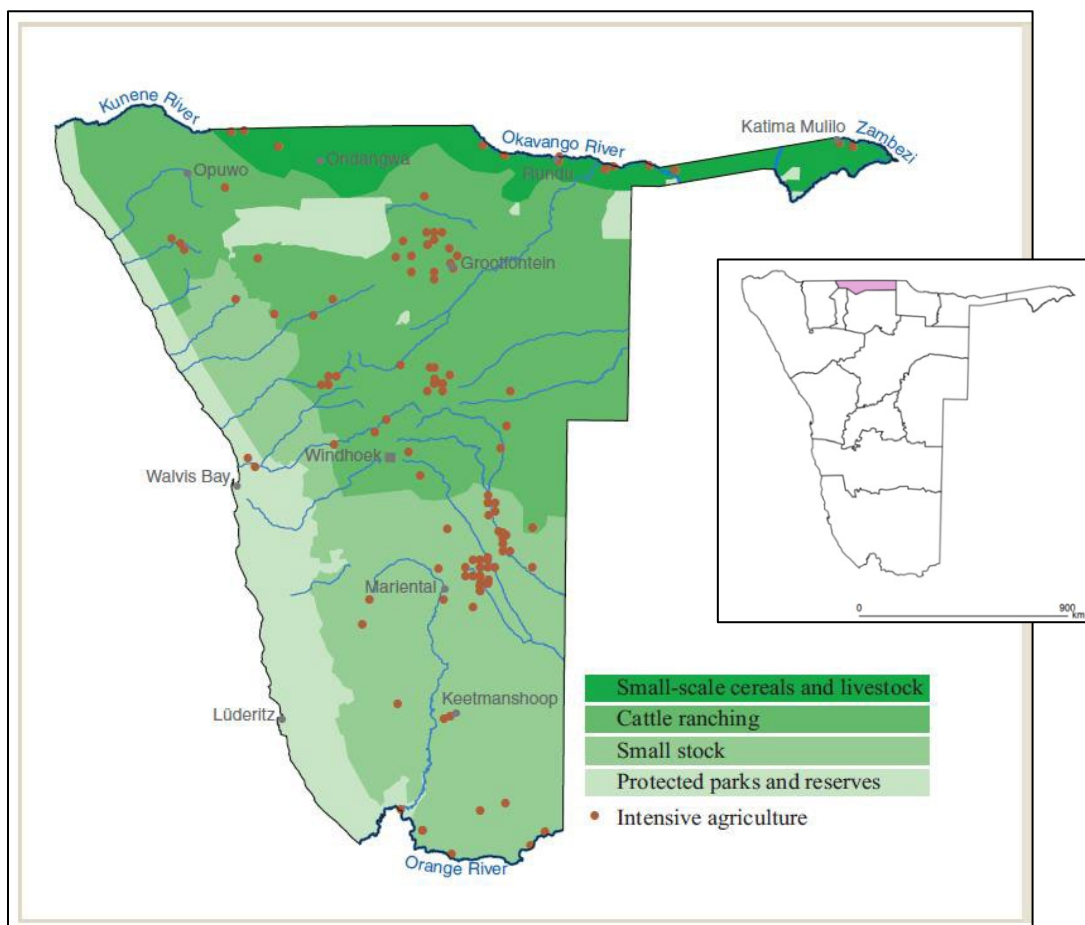 Kunene River
Okavango River
Katima Mulilo
Zambezi
Opuwo
Ondangwa
Rundu
Grootfontein
Windhoek
Walvis Bay
Mariental
0
900
km
Lüderitz
Keetmanshoop
Orange River
Small-scale cereals and livestock
Cattle ranching
Small stock
Protected parks and reserves
Intensive agriculture